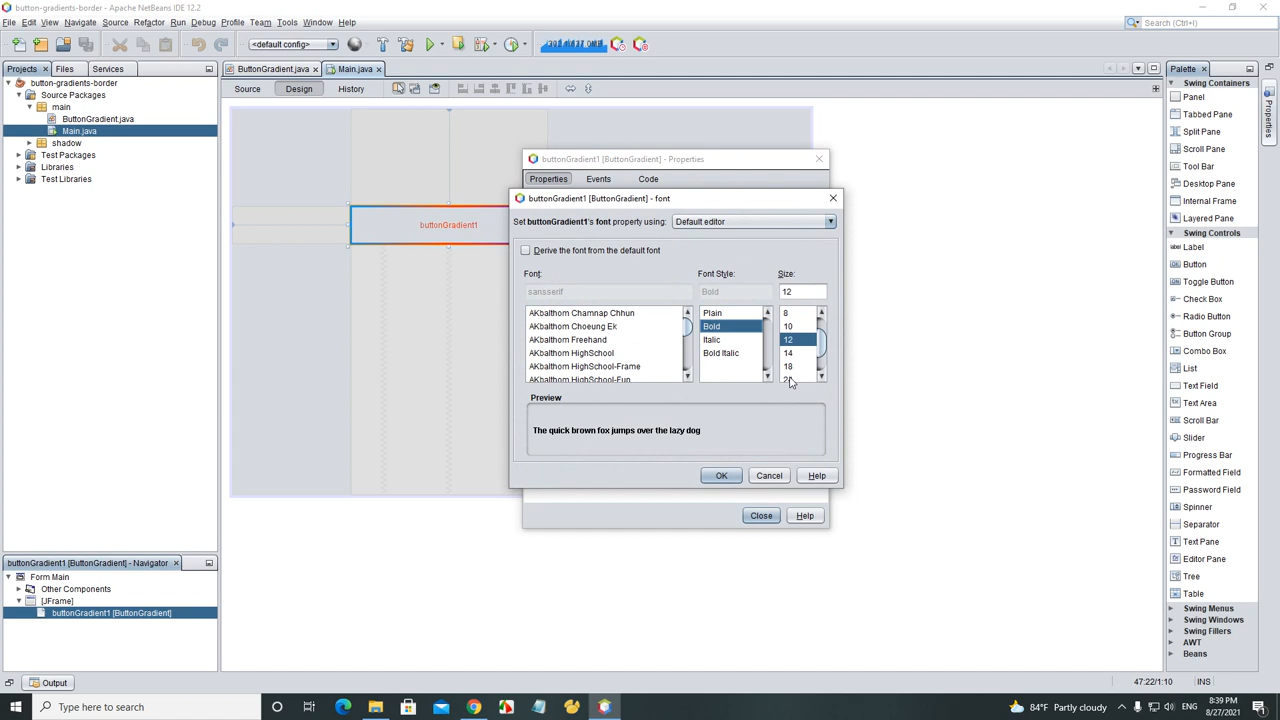 button-gradients-border - Apache NetBeans IDE 12.2
File Edit View Navigate Source Refactor Run Debug Profile Team Tools Window Help
Search (Ctrl+I)
<default config>
Projects Files Services
ButtonGradient.java Main.java
Palette
Source Design History
button-gradients-border
Source Packages
main
ButtonGradient.java
Main.java
shadow
Test Packages
Libraries
Test Libraries
buttonGradient1
buttonGradient1 [ButtonGradient] - Properties
Properties Events Code
buttonGradient1 [ButtonGradient] - font
Set buttonGradient1's font property using: Default editor
Derive the font from the default font
Font: Font Style: Size:
sansserif Bold 12
AKbalthom Chamnap Chhun Plain 8
AKbalthom Choeung Ek Bold 10
AKbalthom Freehand Italic 12
AKbalthom HighSchool Bold Italic 14
AKbalthom HighSchool-Frame 18
AKbalthom HighSchool-Fun
Preview
The quick brown fox jumps over the lazy dog
OK Cancel Help
Close Help
Swing Containers
Panel
Tabbed Pane
Split Pane
Scroll Pane
Tool Bar
Desktop Pane
Internal Frame
Layered Pane
Swing Controls
Label
Button
Toggle Button
Check Box
Radio Button
Button Group
Combo Box
List
Text Field
Text Area
Scroll Bar
Slider
Progress Bar
Formatted Field
Password Field
Spinner
Separator
Text Pane
Editor Pane
Tree
Table
Swing Menus
Swing Windows
Swing Fillers
AWT
Beans
Properties
buttonGradient1 [ButtonGradient] - Navigator
Form Main
Other Components
[JFrame]
buttonGradient1 [ButtonGradient]
Output
47:22/1:10 INS
Type here to search
84°F Partly cloudy
ENG
8:39 PM
8/27/2021